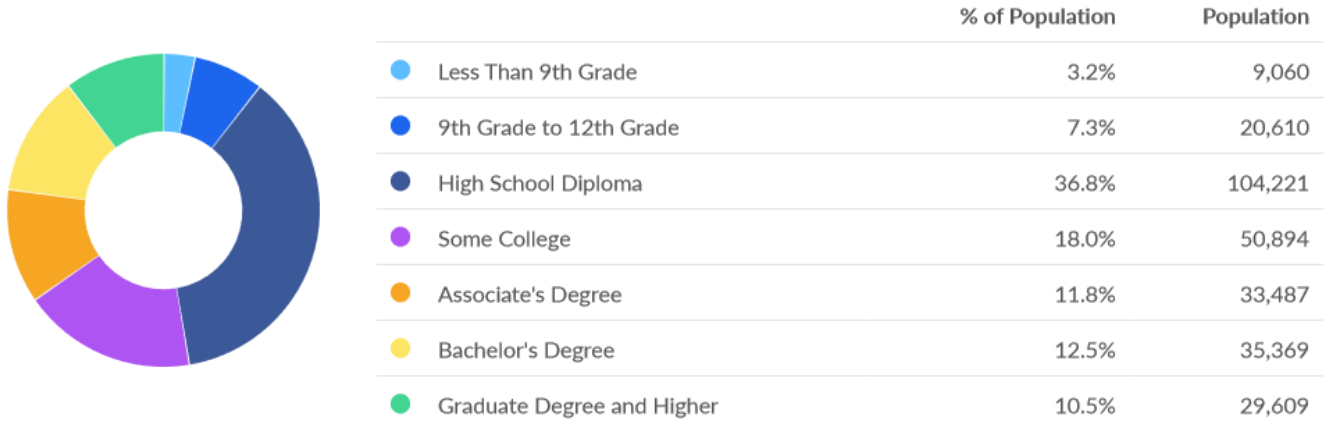 % of Population Population
Less Than 9th Grade 3.2% 9,060
9th Grade to 12th Grade 7.3% 20,610
High School Diploma 36.8% 104,221
Some College 18.0% 50,894
Associate's Degree 11.8% 33,487
Bachelor's Degree 12.5% 35,369
Graduate Degree and Higher 10.5% 29,609